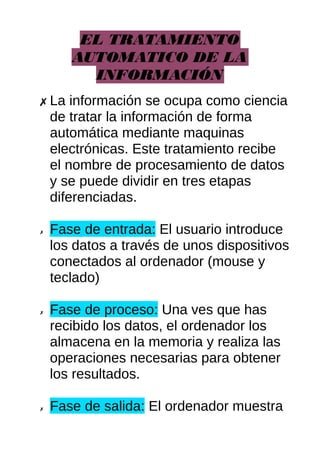 EL TRATAMIENTO
AUTOMATICO DE LA
INFORMACIÓN
✗ La información se ocupa como ciencia
de tratar la información de forma
automática mediante maquinas
electrónicas. Este tratamiento recibe
el nombre de procesamiento de datos
y se puede dividir en tres etapas
diferenciadas.
Fase de entrada: El usuario introduce
los datos a través de unos dispositivos
conectados al ordenador (mouse y
teclado)
Fase de proceso: Una ves que has
recibido los datos, el ordenador los
almacena en la memoria y realiza las
operaciones necesarias para obtener
los resultados.
Fase de salida: El ordenador muestra